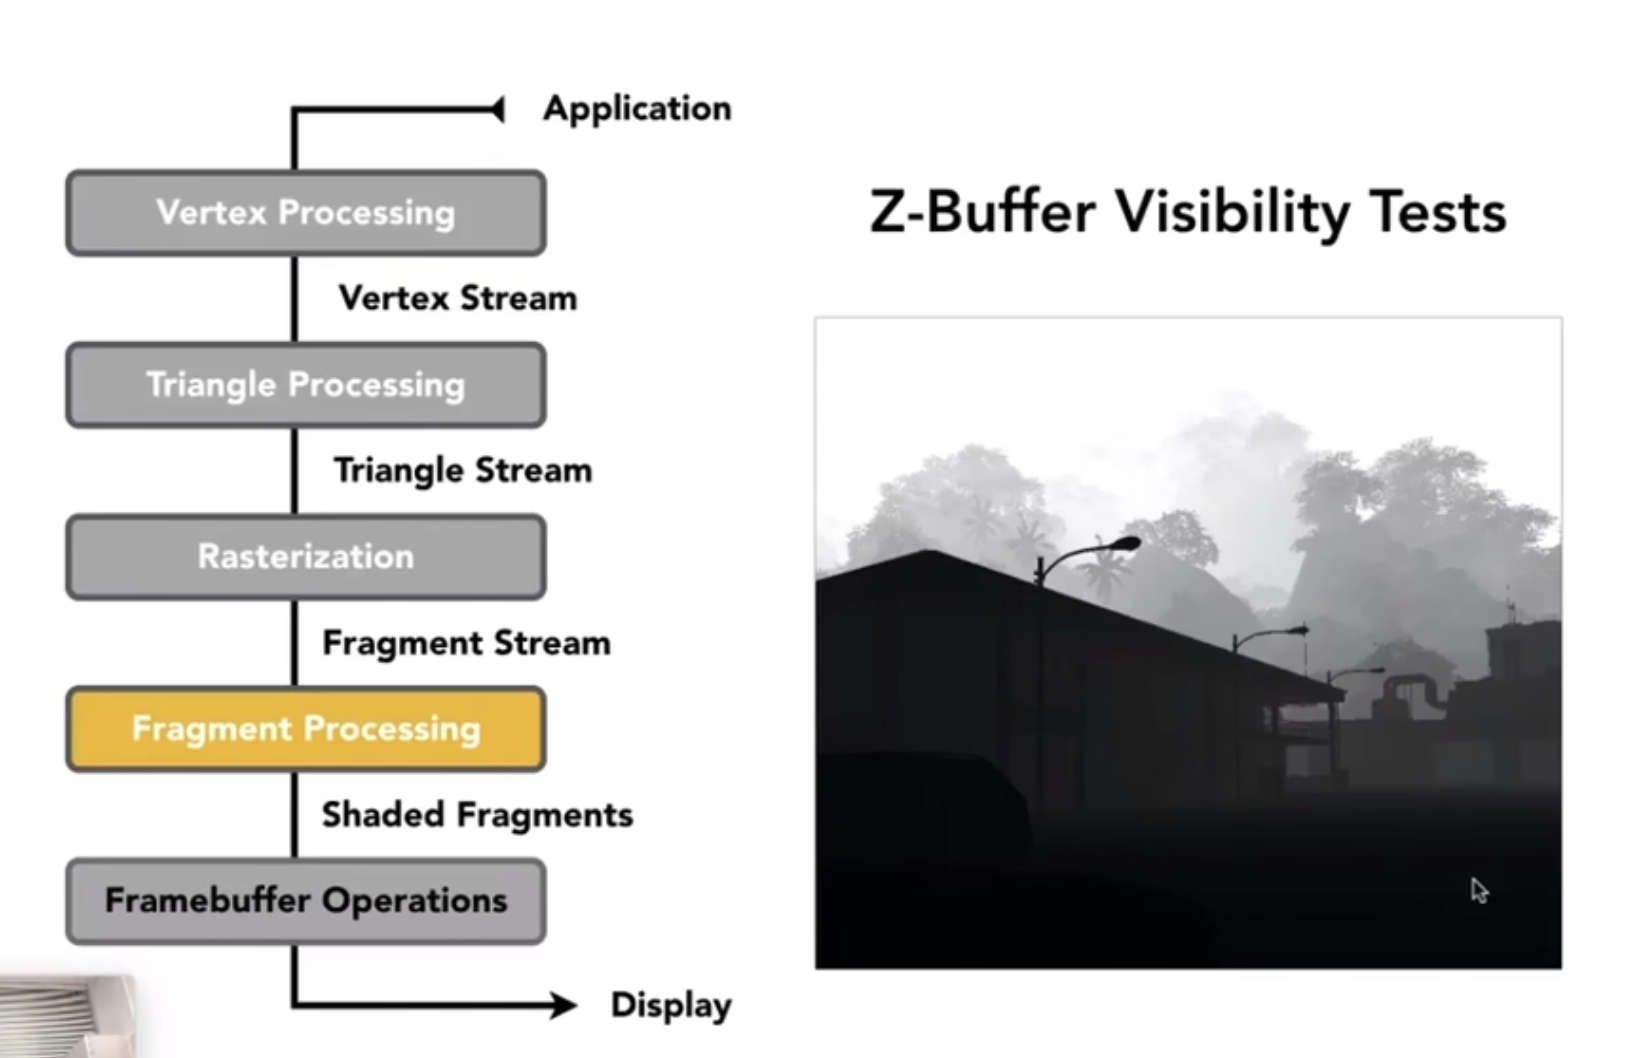 Application
Vertex Processing
Vertex Stream
Triangle Processing
Triangle Stream
Rasterization
Fragment Stream
Fragment Processing
Shaded Fragments
Framebuffer Operations
Display
Z-Buffer Visibility Tests